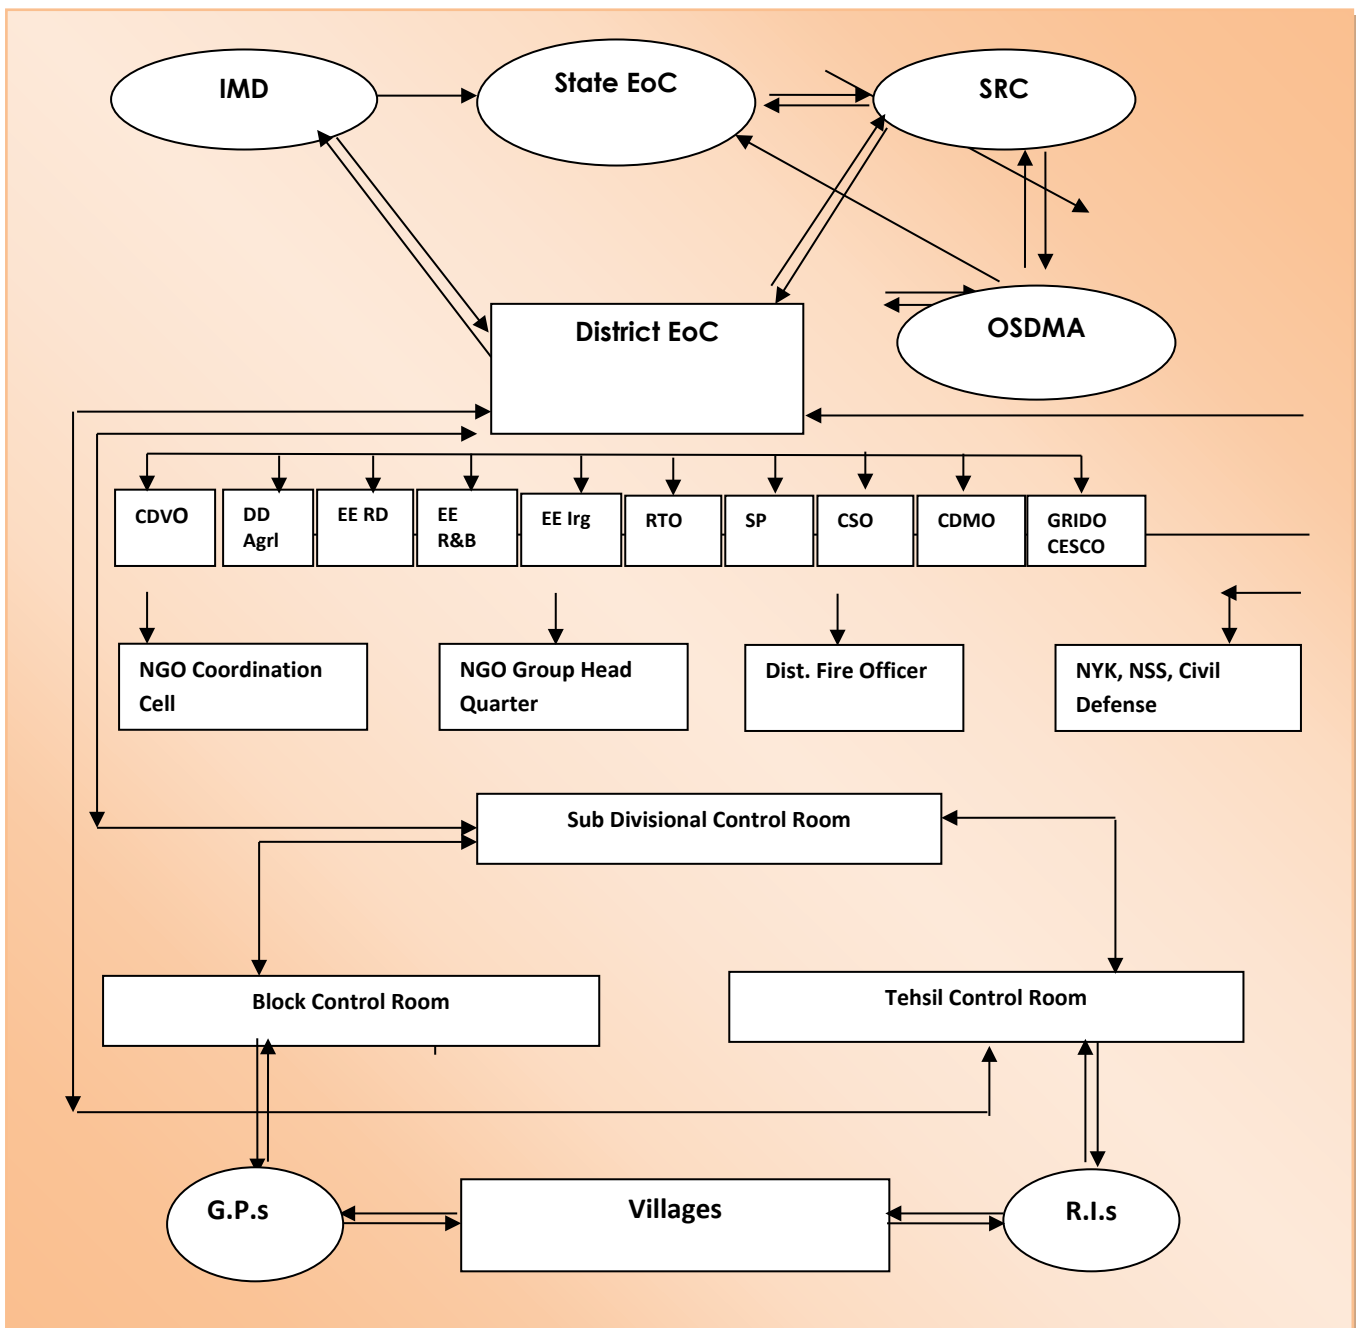 IMD
State EoC
SRC
OSDMA
District EoC
CDVO
DD
Agrl
EE RD
EE
R&B
EE Irg
RTO
SP
CSO
CDMO
GRIDO
CESCO
NGO Coordination
Cell
NGO Group Head
Quarter
Dist. Fire Officer
NYK, NSS, Civil
Defense
Sub Divisional Control Room
Block Control Room
Tehsil Control Room
G.P.s
Villages
R.I.s